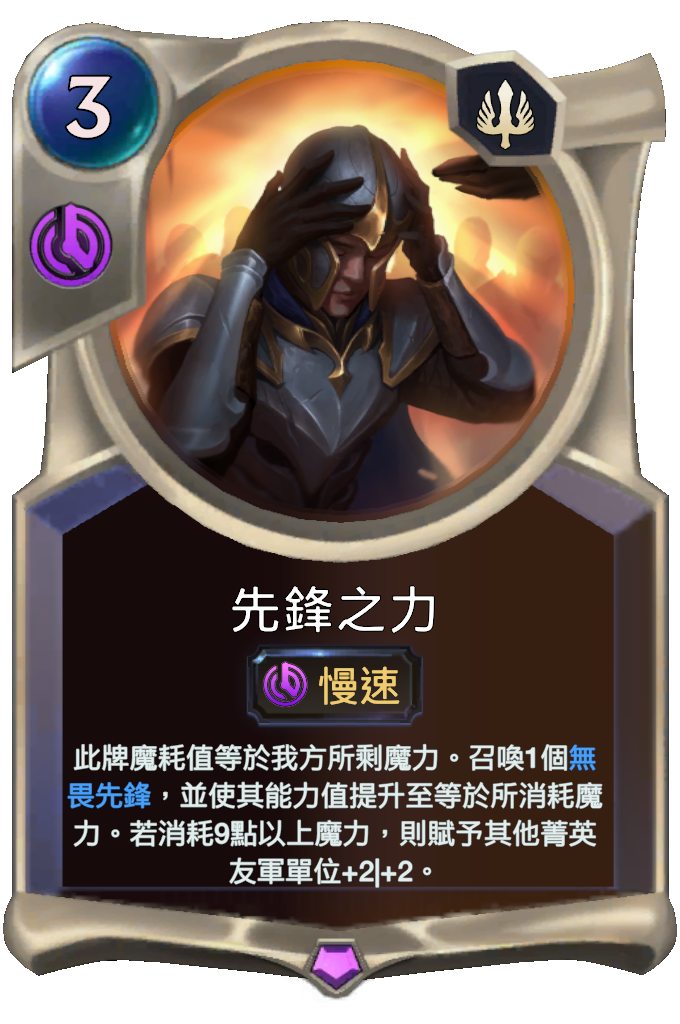 3
先鋒之力
慢速
此牌魔耗值等於我方所剩魔力。召喚1個無
畏先鋒，並使其能力值提升至等於所消耗魔
力。若消耗9點以上魔力，則賦予其他菁英
友軍單位+2|+2。